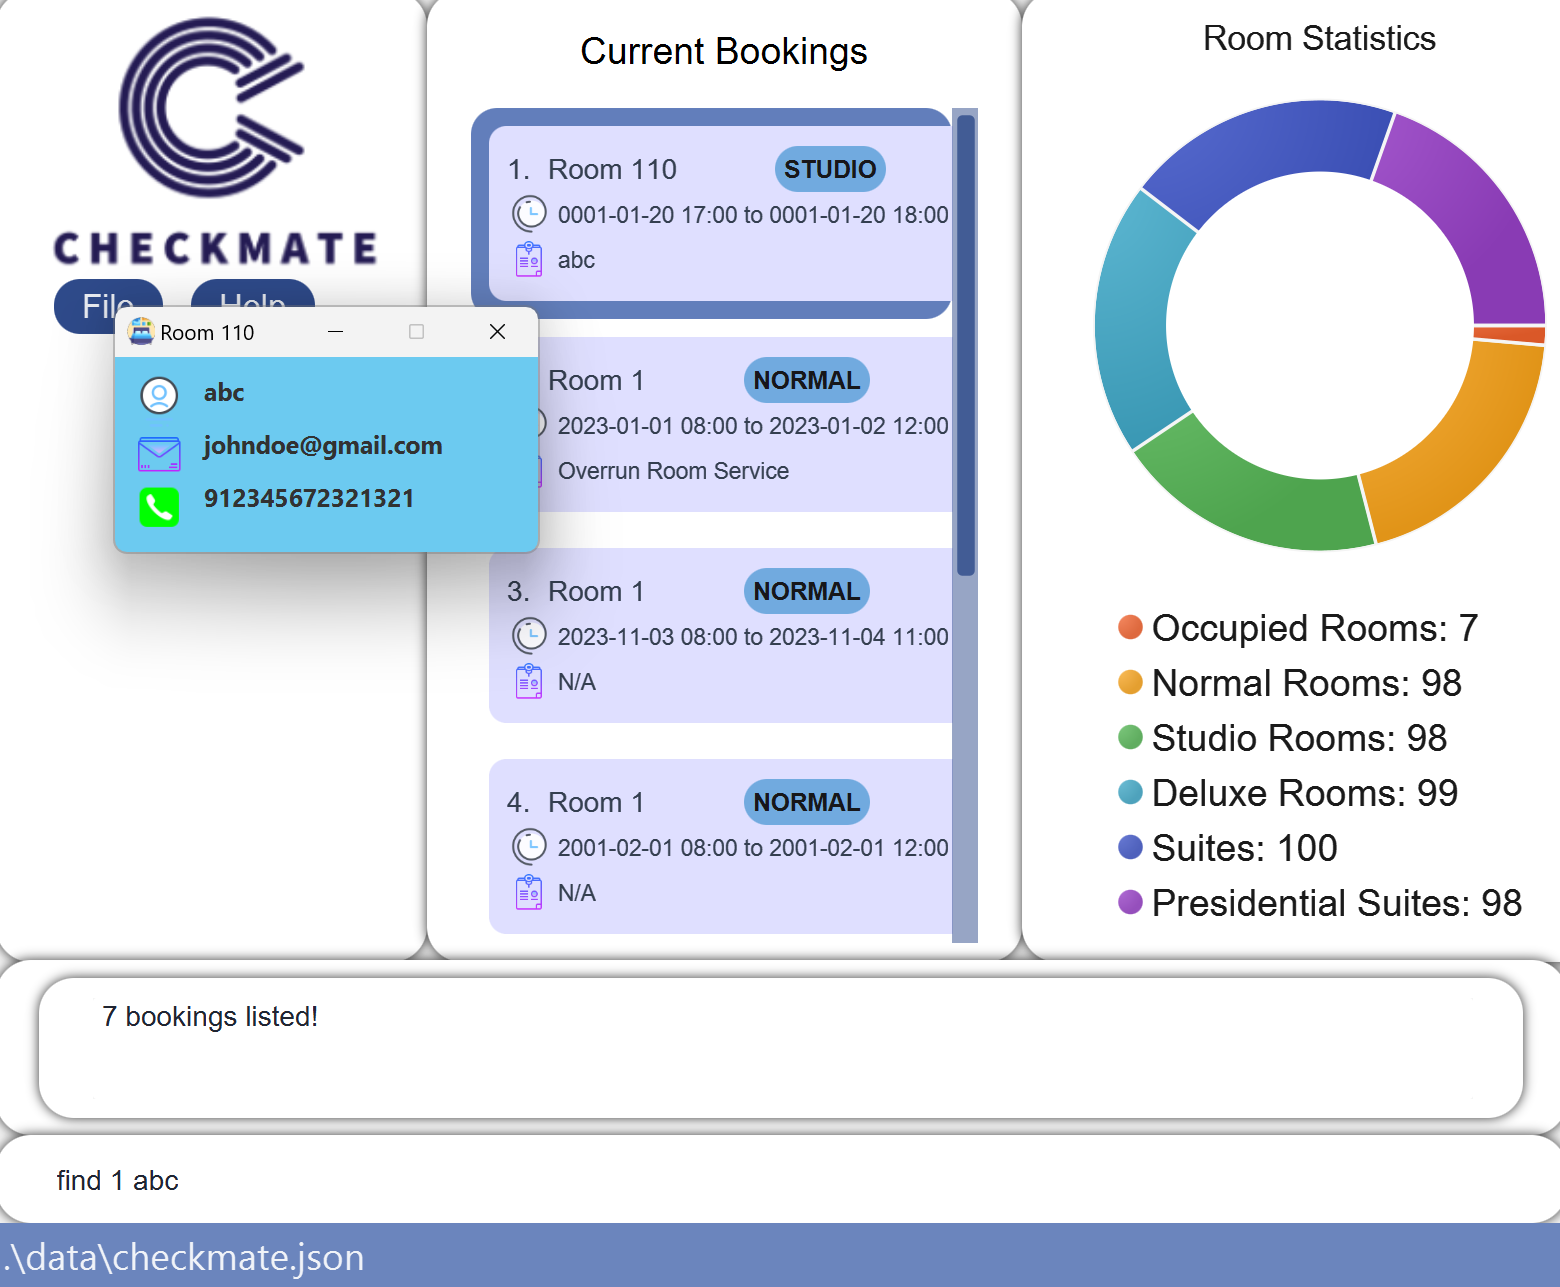 CHECKMATE
File
Help
Room 110
abc
johndoe@gmail.com
912345672321321
Current Bookings
1. Room 110 STUDIO
0001-01-20 17:00 to 0001-01-20 18:00
abc
Room 1 NORMAL
2023-01-01 08:00 to 2023-01-02 12:00
Overrun Room Service
3. Room 1 NORMAL
2023-11-03 08:00 to 2023-11-04 11:00
N/A
4. Room 1 NORMAL
2001-02-01 08:00 to 2001-02-01 12:00
N/A
Room Statistics
Occupied Rooms: 7
Normal Rooms: 98
Studio Rooms: 98
Deluxe Rooms: 99
Suites: 100
Presidential Suites: 98
7 bookings listed!
find 1 abc
.\data\checkmate.json